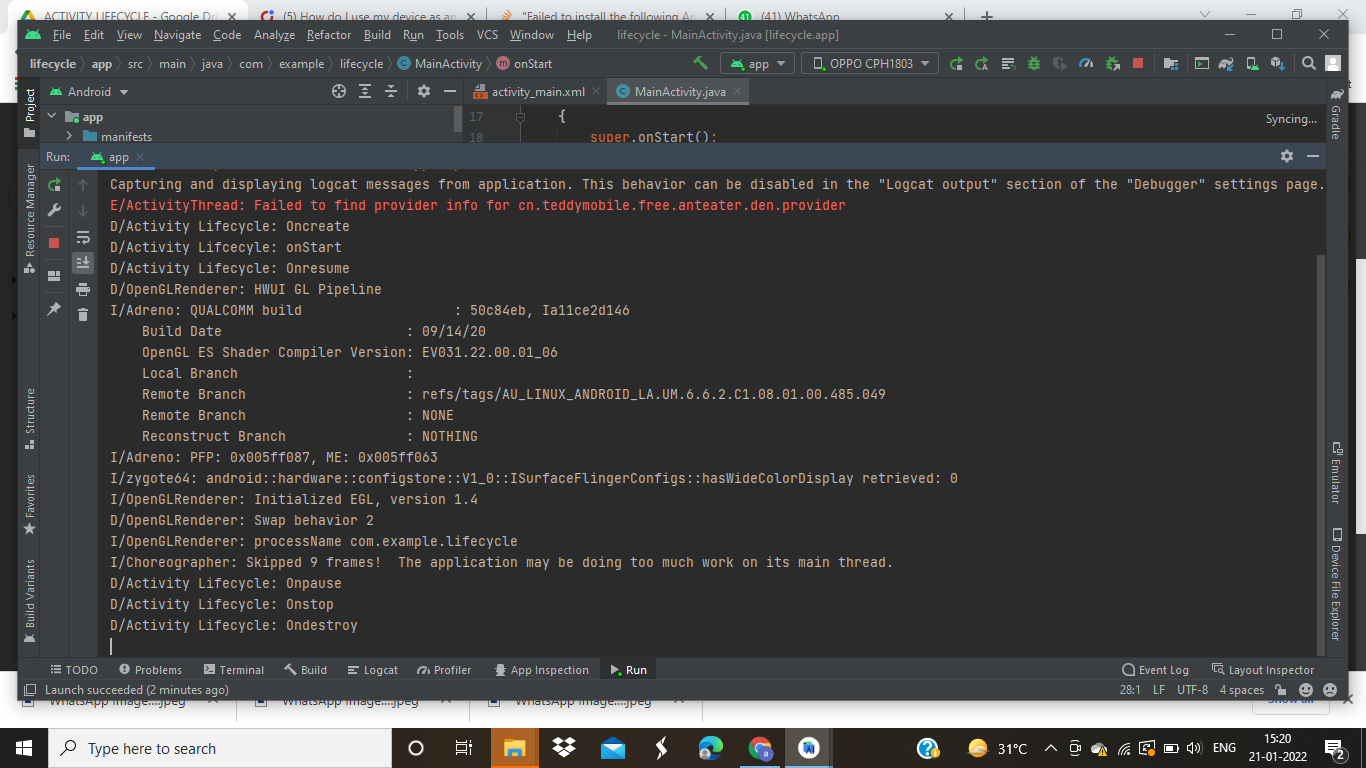 ACTIVITY LIFECYCLE - Google Dri
(5) How do I use my device as an
"Failed to install the following An
(41) WhatsApp
File Edit View Navigate Code Analyze Refactor Build Run Tools VCS Window Help lifecycle - MainActivity.java [lifecycle.app]
lifecycle app src main java com example lifecycle MainActivity onStart app OPPO CPH1803
Project
Android
activity_main.xml
MainActivity.java
Gradle
app
manifests
17 {
18 super.onStart();
Syncing...
Run: app
Resource Manager
Structure
Favorites
Build Variants
Capturing and displaying logcat messages from application. This behavior can be disabled in the "Logcat output" section of the "Debugger" settings page.
E/ActivityThread: Failed to find provider info for cn.teddymobile.free.anteater.den.provider
D/Activity Lifecycle: Oncreate
D/Activity Lifcecyle: onStart
D/Activity Lifecycle: Onresume
D/OpenGLRenderer: HWUI GL Pipeline
I/Adreno: QUALCOMM build : 50c84eb, Ia11ce2d146
Build Date : 09/14/20
OpenGL ES Shader Compiler Version: EV031.22.00.01_06
Local Branch :
Remote Branch : refs/tags/AU_LINUX_ANDROID_LA.UM.6.6.2.C1.08.01.00.485.049
Remote Branch : NONE
Reconstruct Branch : NOTHING
I/Adreno: PFP: 0x005ff087, ME: 0x005ff063
I/zygote64: android::hardware::configstore::V1_0::ISurfaceFlingerConfigs::hasWideColorDisplay retrieved: 0
I/OpenGLRenderer: Initialized EGL, version 1.4
D/OpenGLRenderer: Swap behavior 2
I/OpenGLRenderer: processName com.example.lifecycle
I/Choreographer: Skipped 9 frames!  The application may be doing too much work on its main thread.
D/Activity Lifecycle: Onpause
D/Activity Lifecycle: Onstop
D/Activity Lifecycle: Ondestroy
Emulator
Device File Explorer
TODO Problems Terminal Build Logcat Profiler App Inspection Run Event Log Layout Inspector
Launch succeeded (2 minutes ago) 28:1 LF UTF-8 4 spaces
WhatsApp Image....jpeg
WhatsApp Image....jpeg
WhatsApp Image....jpeg
Show all
Type here to search
31°C
ENG
15:20
21-01-2022
2